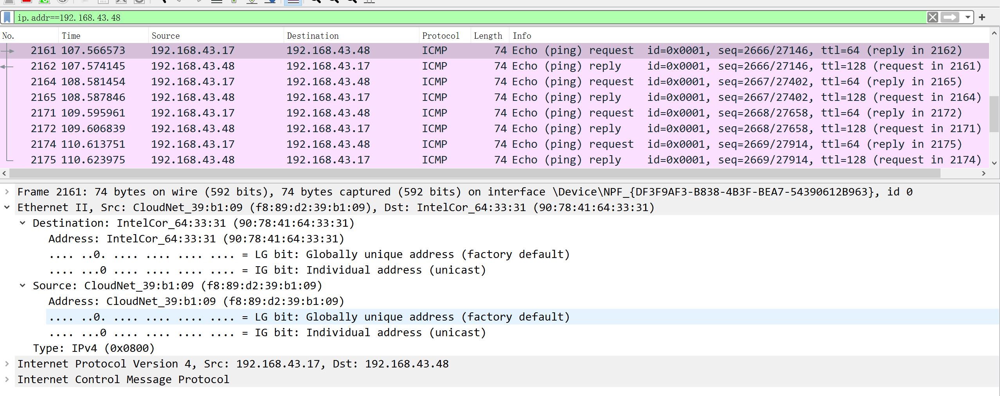 ip.addr==192.168.43.48
No. Time Source Destination Protocol Length Info
2161 107.566573 192.168.43.17 192.168.43.48 ICMP 74 Echo (ping) request id=0x0001, seq=2666/27146, ttl=64 (reply in 2162)
2162 107.574145 192.168.43.48 192.168.43.17 ICMP 74 Echo (ping) reply id=0x0001, seq=2666/27146, ttl=128 (request in 2161)
2164 108.581454 192.168.43.17 192.168.43.48 ICMP 74 Echo (ping) request id=0x0001, seq=2667/27402, ttl=64 (reply in 2165)
2165 108.587846 192.168.43.48 192.168.43.17 ICMP 74 Echo (ping) reply id=0x0001, seq=2667/27402, ttl=128 (request in 2164)
2171 109.595961 192.168.43.17 192.168.43.48 ICMP 74 Echo (ping) request id=0x0001, seq=2668/27658, ttl=64 (reply in 2172)
2172 109.606839 192.168.43.48 192.168.43.17 ICMP 74 Echo (ping) reply id=0x0001, seq=2668/27658, ttl=128 (request in 2171)
2174 110.613751 192.168.43.17 192.168.43.48 ICMP 74 Echo (ping) request id=0x0001, seq=2669/27914, ttl=64 (reply in 2175)
2175 110.623975 192.168.43.48 192.168.43.17 ICMP 74 Echo (ping) reply id=0x0001, seq=2669/27914, ttl=128 (request in 2174)
Frame 2161: 74 bytes on wire (592 bits), 74 bytes captured (592 bits) on interface \Device\NPF_{DF3F9AF3-B838-4B3F-BEA7-54390612B963}, id 0
Ethernet II, Src: CloudNet_39:b1:09 (f8:89:d2:39:b1:09), Dst: IntelCor_64:33:31 (90:78:41:64:33:31)
Destination: IntelCor_64:33:31 (90:78:41:64:33:31)
Address: IntelCor_64:33:31 (90:78:41:64:33:31)
.... ..0. .... .... .... .... = LG bit: Globally unique address (factory default)
.... ...0 .... .... .... .... = IG bit: Individual address (unicast)
Source: CloudNet_39:b1:09 (f8:89:d2:39:b1:09)
Address: CloudNet_39:b1:09 (f8:89:d2:39:b1:09)
.... ..0. .... .... .... .... = LG bit: Globally unique address (factory default)
.... ...0 .... .... .... .... = IG bit: Individual address (unicast)
Type: IPv4 (0x0800)
Internet Protocol Version 4, Src: 192.168.43.17, Dst: 192.168.43.48
Internet Control Message Protocol